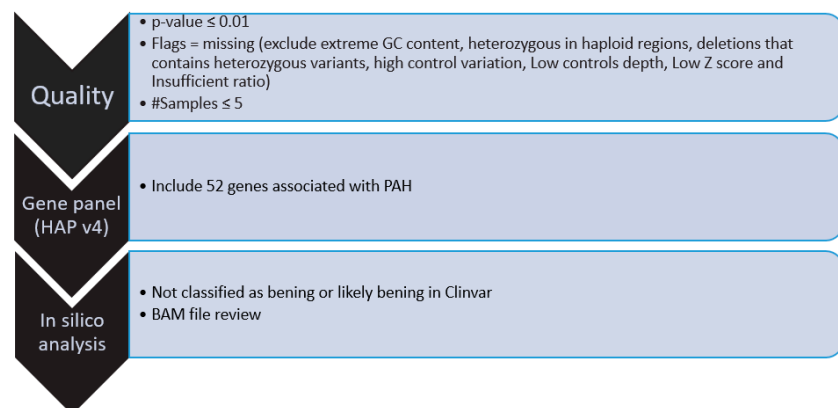 • p-value ≤ 0.01
• Flags = missing (exclude extreme GC content, heterozygous in haploid regions, deletions that
contains heterozygous variants, high control variation, Low controls depth, Low Z score and
Insufficient ratio)
• #Samples ≤ 5
Quality
• Include 52 genes associated with PAH
Gene panel
(HAP v4)
• Not classified as bening or likely bening in Clinvar
• BAM file review
In silico
analysis